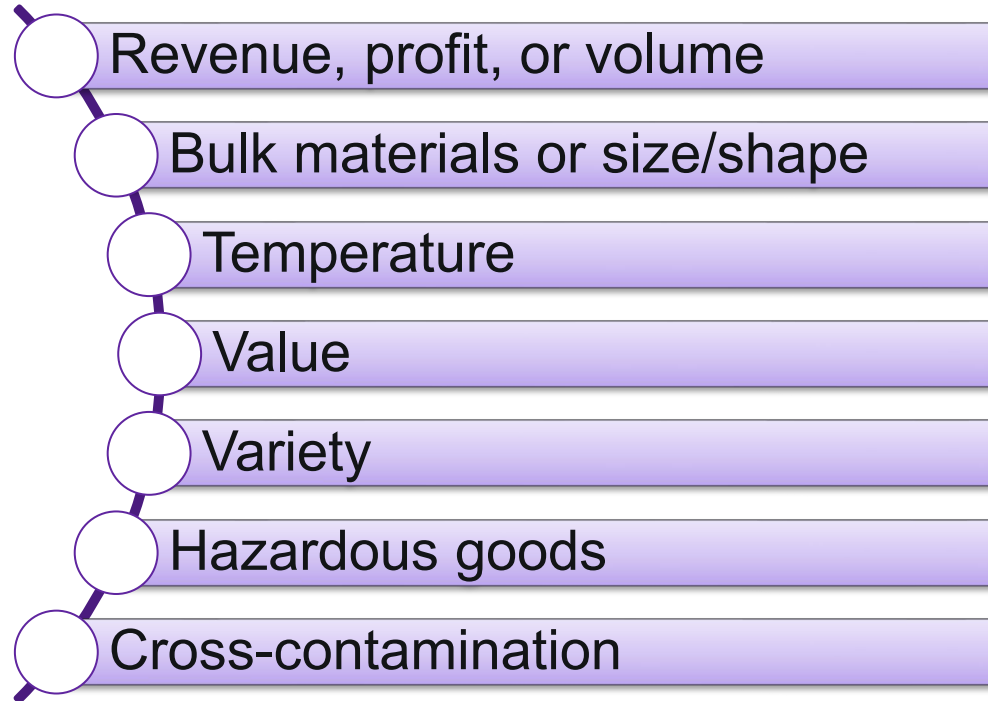 Revenue, profit, or volume
Bulk materials or size/shape
Temperature
Value
Variety
Hazardous goods
Cross-contamination